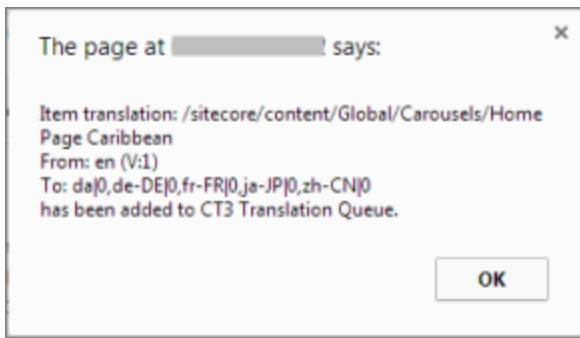 The page at says:
Item translation: /sitecore/content/Global/Carousels/Home
Page Caribbean
From: en (V:1)
To: da|0,de-DE|0,fr-FR|0,ja-JP|0,zh-CN|0
has been added to CT3 Translation Queue.
OK